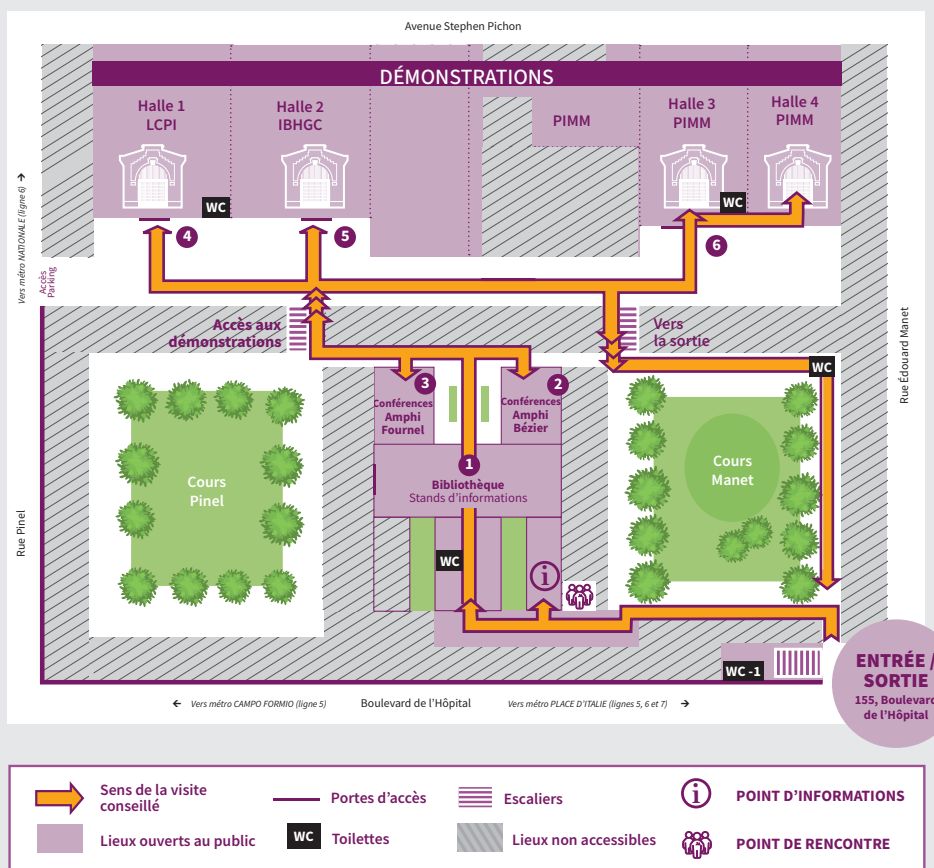 Avenue Stephen Pichon
DÉMONSTRATIONS
Halle 1
LCPI
Halle 2
IBHGC
PIMM
Halle 3
PIMM
Halle 4
PIMM
WC
WC
4
5
6
Vers métro NATIONALE (ligne 6) →
Accès
Parking
Accès aux
démonstrations
Vers
la sortie
Rue Édouard Manet
WC
3
Conférences
Amphi
Fournel
2
Conférences
Amphi
Bézier
1
Bibliothèque
Stands d'informations
Cours
Pinel
Cours
Manet
Rue Pinel
WC
i
WC -1
ENTRÉE /
SORTIE
155, Boulevard
de l'Hôpital
← Vers métro CAMPO FORMIO (ligne 5)
Boulevard de l'Hôpital
Vers métro PLACE D'ITALIE (lignes 5, 6 et 7) →
Sens de la visite
conseillé
Portes d'accès
Escaliers
i
POINT D'INFORMATIONS
Lieux ouverts au public
WC
Toilettes
Lieux non accessibles
POINT DE RENCONTRE